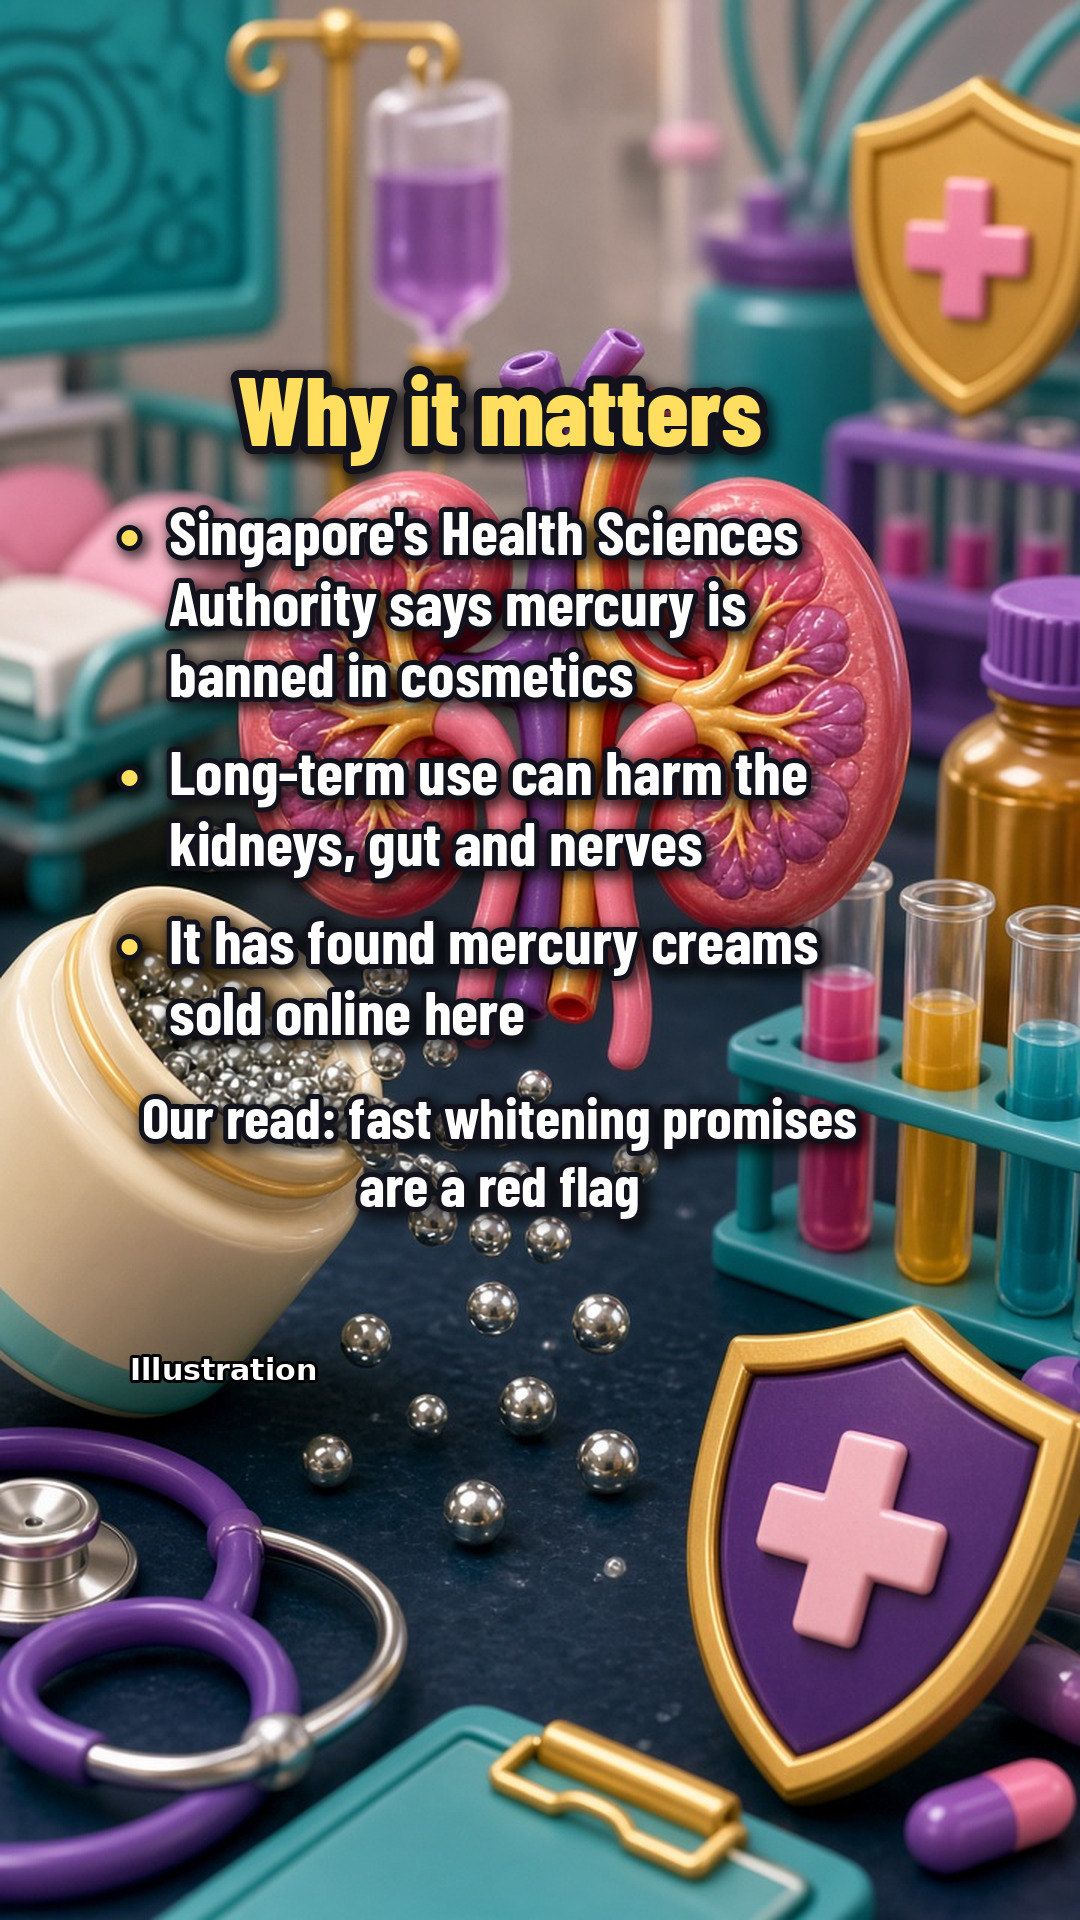 Why it matters
• Singapore's Health Sciences
Authority says mercury is
banned in cosmetics
• Long-term use can harm the
kidneys, gut and nerves
• It has found mercury creams
sold online here
Our read: fast whitening promises
are a red flag
Illustration